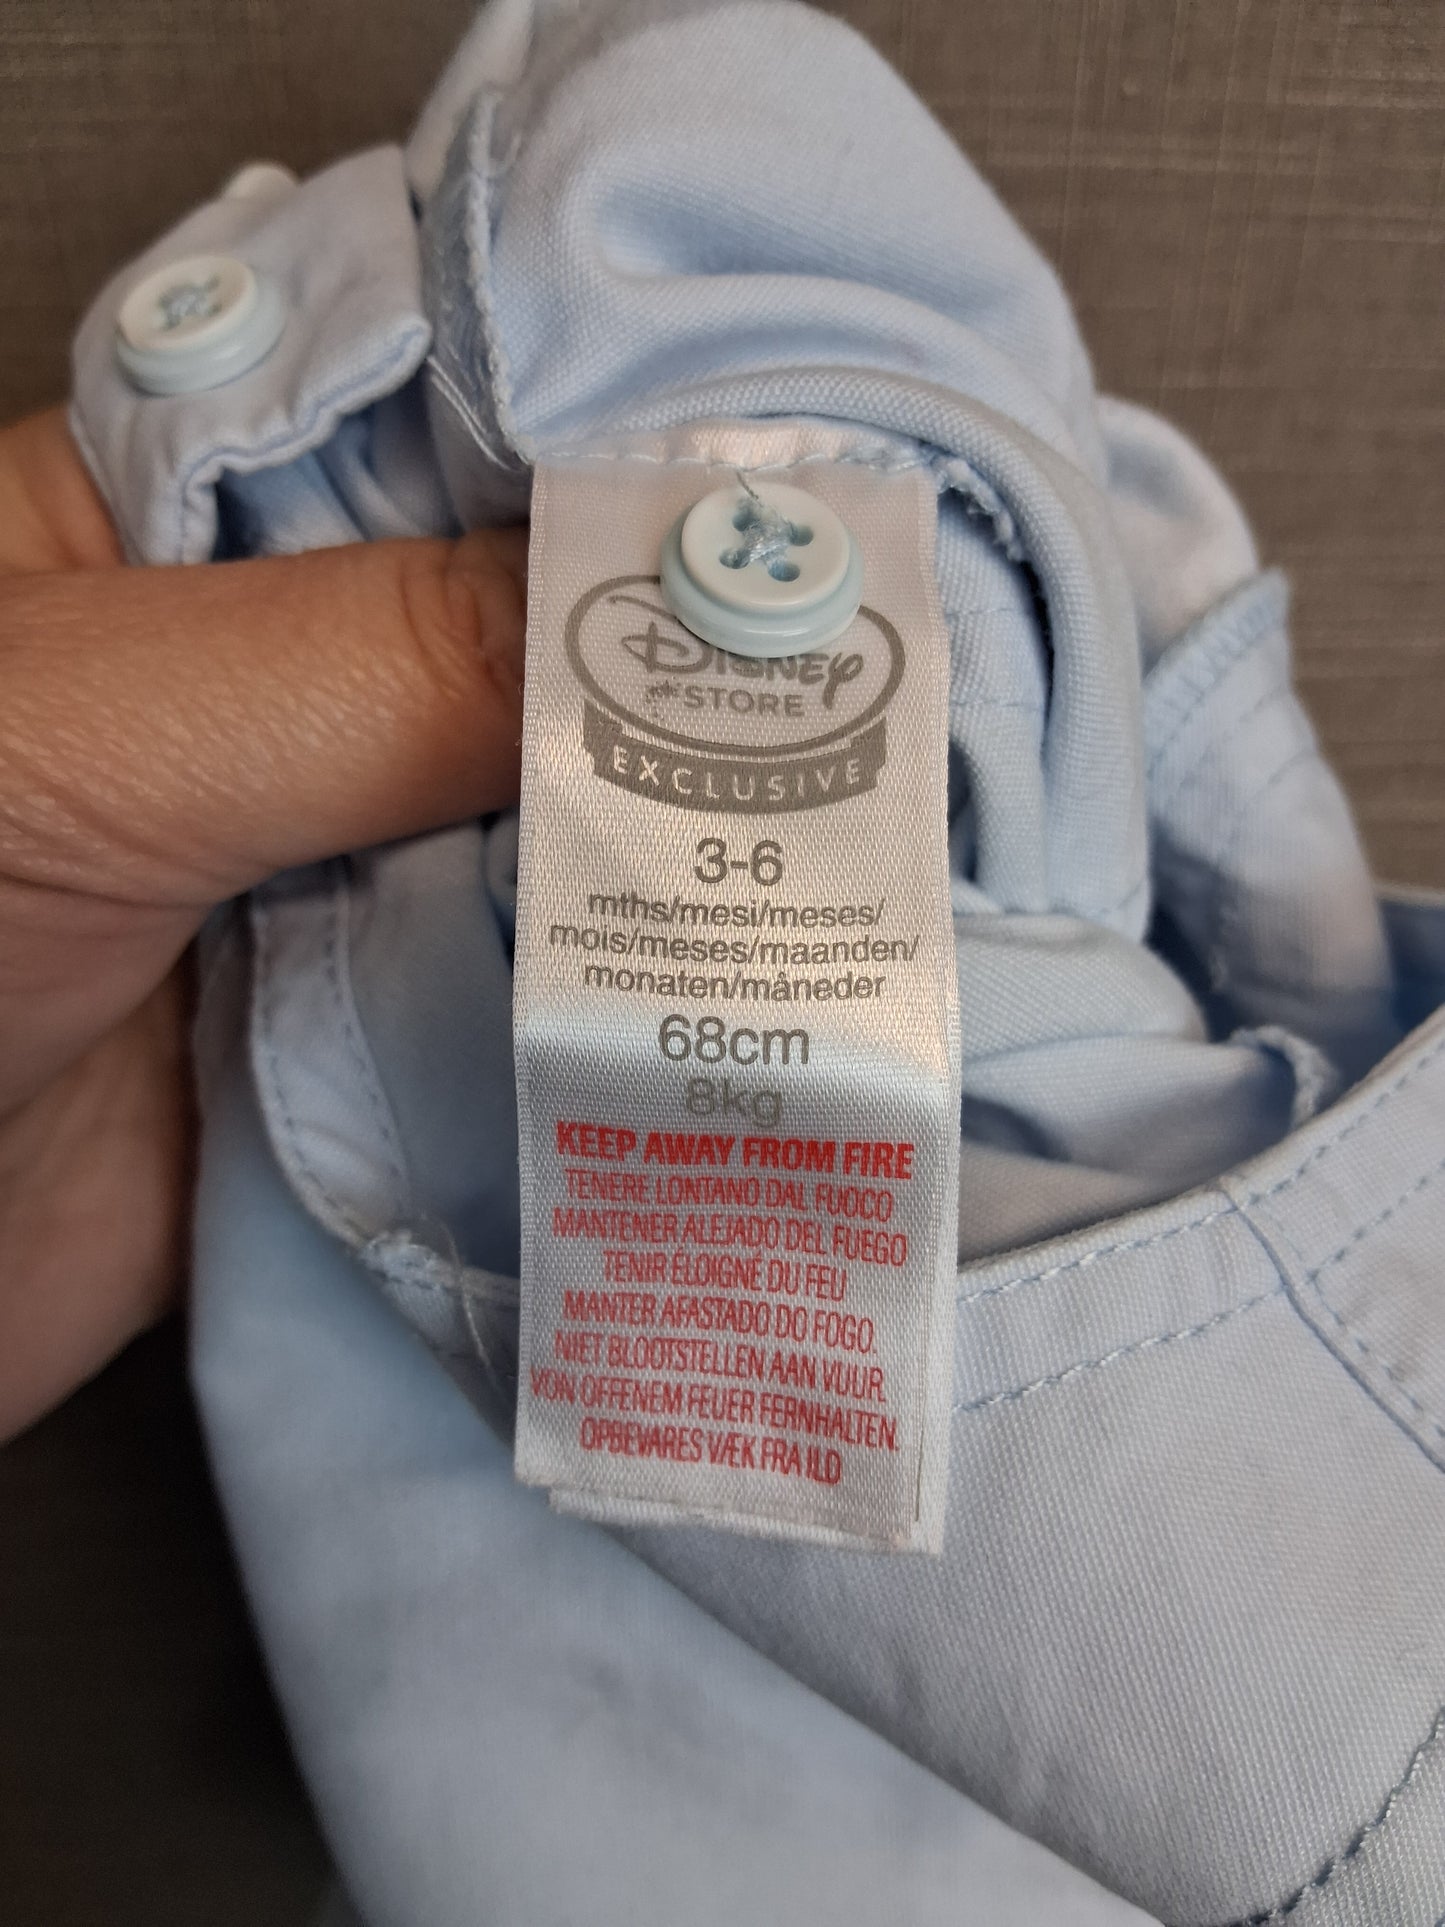 Disney
STORE
EXCLUSIVE
3-6
mths/mesi/meses/
mois/meses/maanden/
monaten/måneder
68cm
8kg
KEEP AWAY FROM FIRE
TENERE LONTANO DAL FUOCO
MANTENER ALEJADO DEL FUEGO
TENIR ÉLOIGNÉ DU FEU
MANTER AFASTADO DO FOGO.
NIET BLOOTSTELLEN AAN VUUR.
VON OFFENEM FEUER FERNHALTEN.
OPBEVARES VÆK FRA ILD